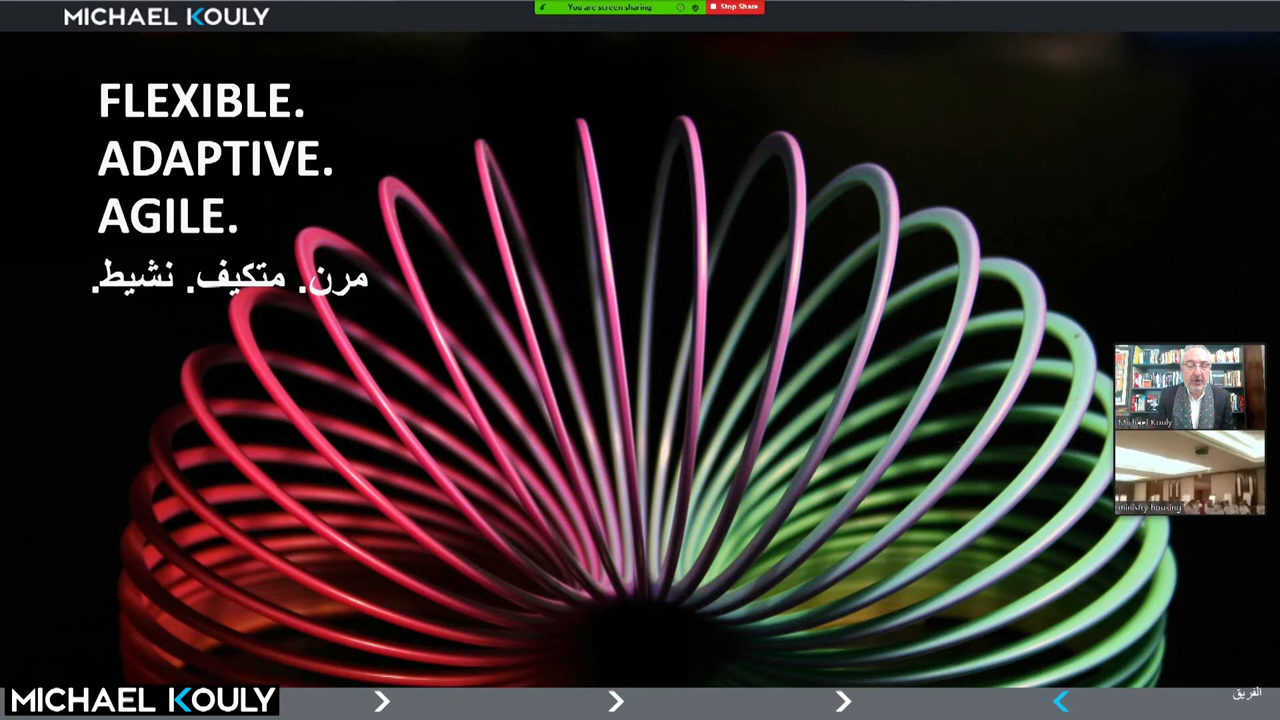 MICHAEL KOULY
You are screen sharing
Stop Share
FLEXIBLE.
ADAPTIVE.
AGILE.
مرن. متكيف. نشيط.
Michael Kouly
ministry housing
MICHAEL KOULY
الفريق